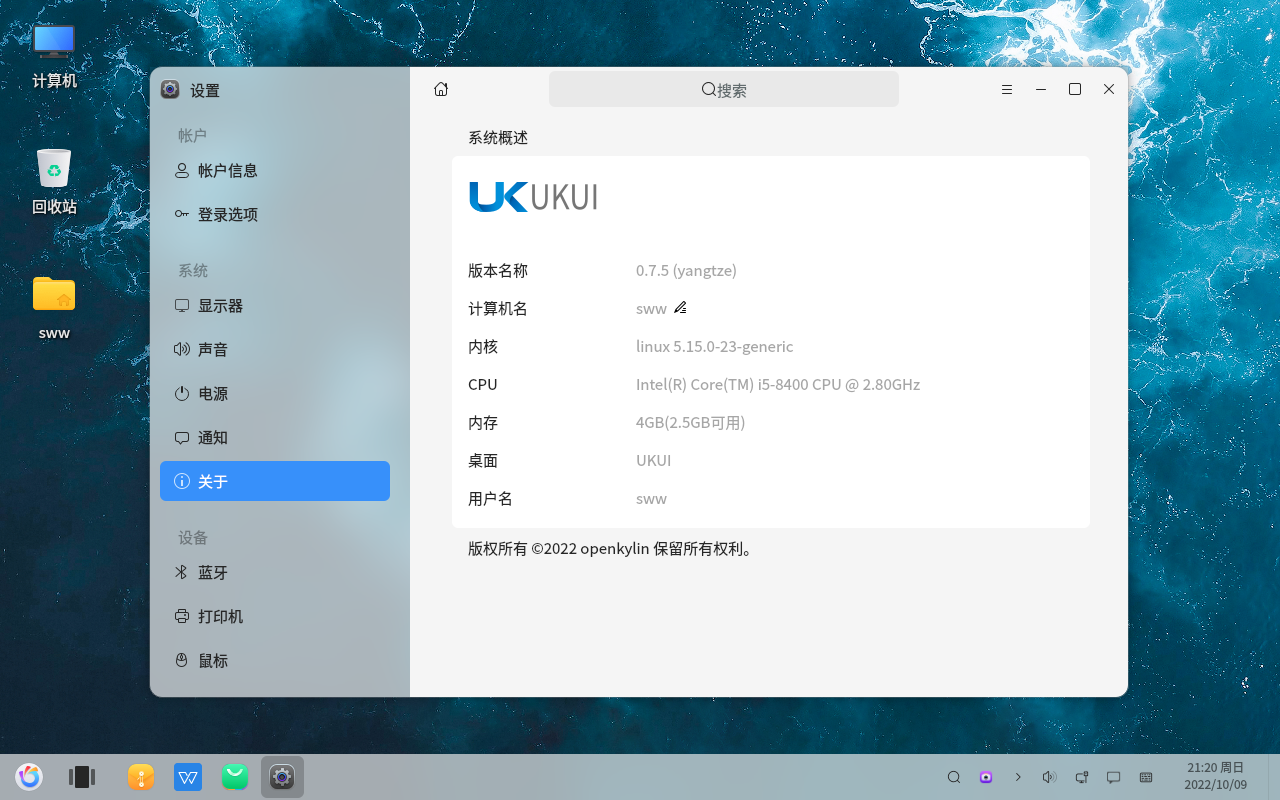 计算机
回收站
sww
设置
帐户
帐户信息
登录选项
系统
显示器
声音
电源
通知
关于
设备
蓝牙
打印机
鼠标
搜索
系统概述
UK UKUI
版本名称 0.7.5 (yangtze)
计算机名 sww
内核 linux 5.15.0-23-generic
CPU Intel(R) Core(TM) i5-8400 CPU @ 2.80GHz
内存 4GB(2.5GB可用)
桌面 UKUI
用户名 sww
版权所有 ©2022 openkylin 保留所有权利。
21:20 周日
2022/10/09